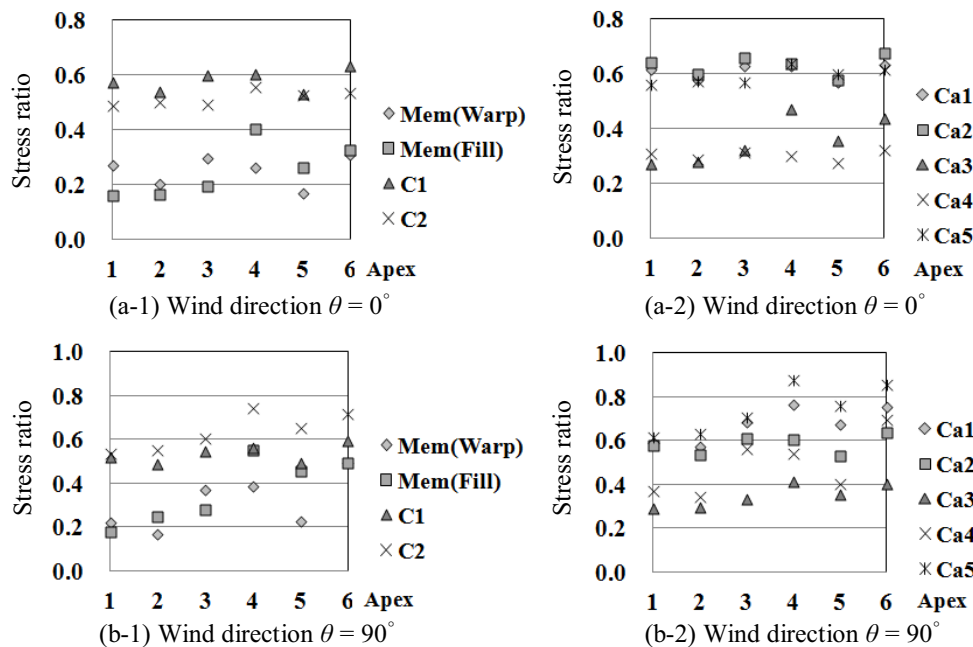 0.8
0.6
0.4
0.2
0.0
Stress ratio
1 2 3 4 5 6 Apex
Mem(Warp)
Mem(Fill)
C1
C2
(a-1) Wind direction θ = 0°
0.8
0.6
0.4
0.2
0.0
Stress ratio
1 2 3 4 5 6 Apex
Ca1
Ca2
Ca3
Ca4
Ca5
(a-2) Wind direction θ = 0°
1.0
0.8
0.6
0.4
0.2
0.0
Stress ratio
1 2 3 4 5 6 Apex
Mem(Warp)
Mem(Fill)
C1
C2
(b-1) Wind direction θ = 90°
1.0
0.8
0.6
0.4
0.2
0.0
Stress ratio
1 2 3 4 5 6 Apex
Ca1
Ca2
Ca3
Ca4
Ca5
(b-2) Wind direction θ = 90°